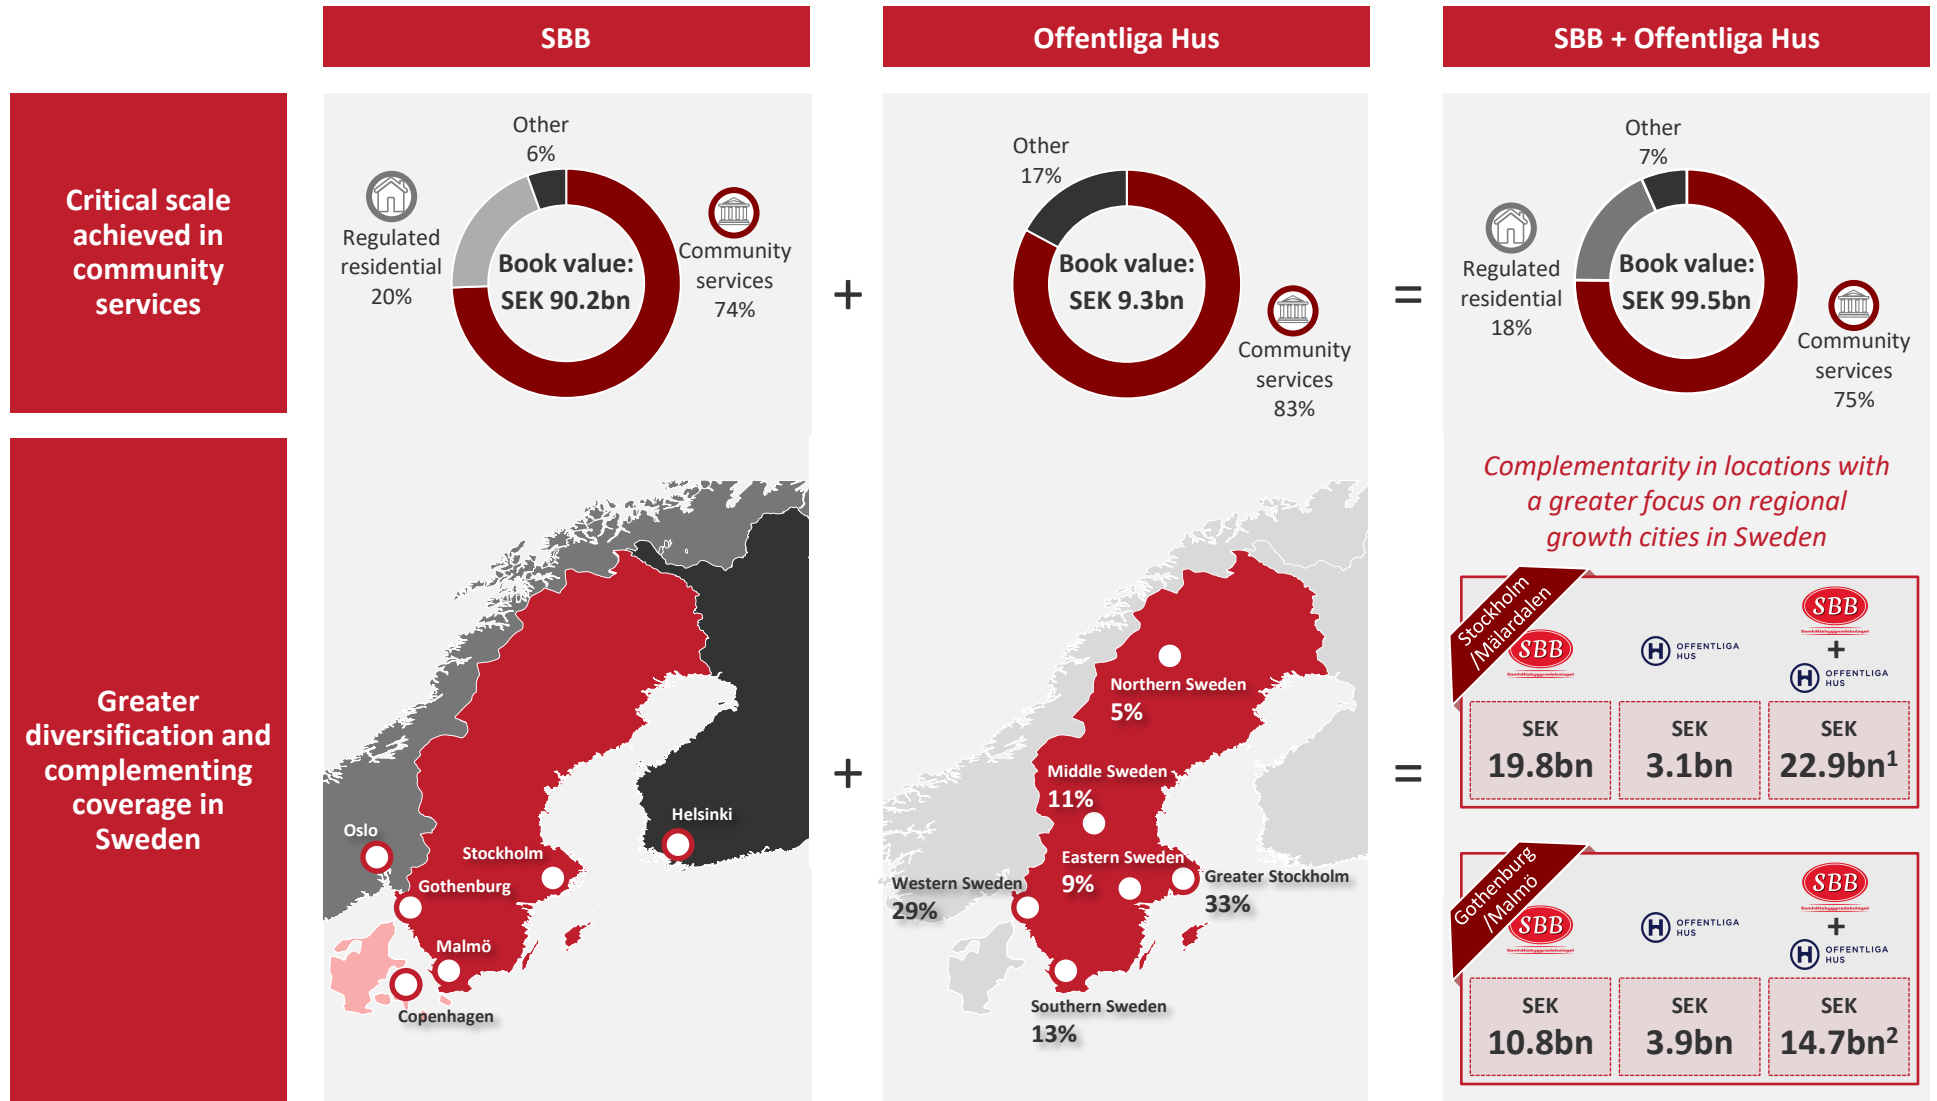 SBB
Offentliga Hus
SBB + Offentliga Hus
Critical scale
achieved in
community
services
Other
6%
Regulated
residential
20%
Book value:
SEK 90.2bn
Community
services
74%
+
Other
17%
Book value:
SEK 9.3bn
Community
services
83%
=
Other
7%
Regulated
residential
18%
Book value:
SEK 99.5bn
Community
services
75%
Greater
diversification and
complementing
coverage in
Sweden
Oslo
Helsinki
Stockholm
Gothenburg
Malmö
Copenhagen
+
Northern Sweden
5%
Middle Sweden
11%
Eastern Sweden
9%
Western Sweden
29%
Greater Stockholm
33%
Southern Sweden
13%
=
Complementarity in locations with
a greater focus on regional
growth cities in Sweden
Stockholm
/Mälardalen
SBB
Samhällsbyggnadsbolaget
H OFFENTLIGA
HUS
SBB
Samhällsbyggnadsbolaget
+
H OFFENTLIGA
HUS
SEK
19.8bn
SEK
3.1bn
SEK
22.9bn1
Gothenburg
/Malmö
SBB
Samhällsbyggnadsbolaget
H OFFENTLIGA
HUS
SBB
Samhällsbyggnadsbolaget
+
H OFFENTLIGA
HUS
SEK
10.8bn
SEK
3.9bn
SEK
14.7bn2